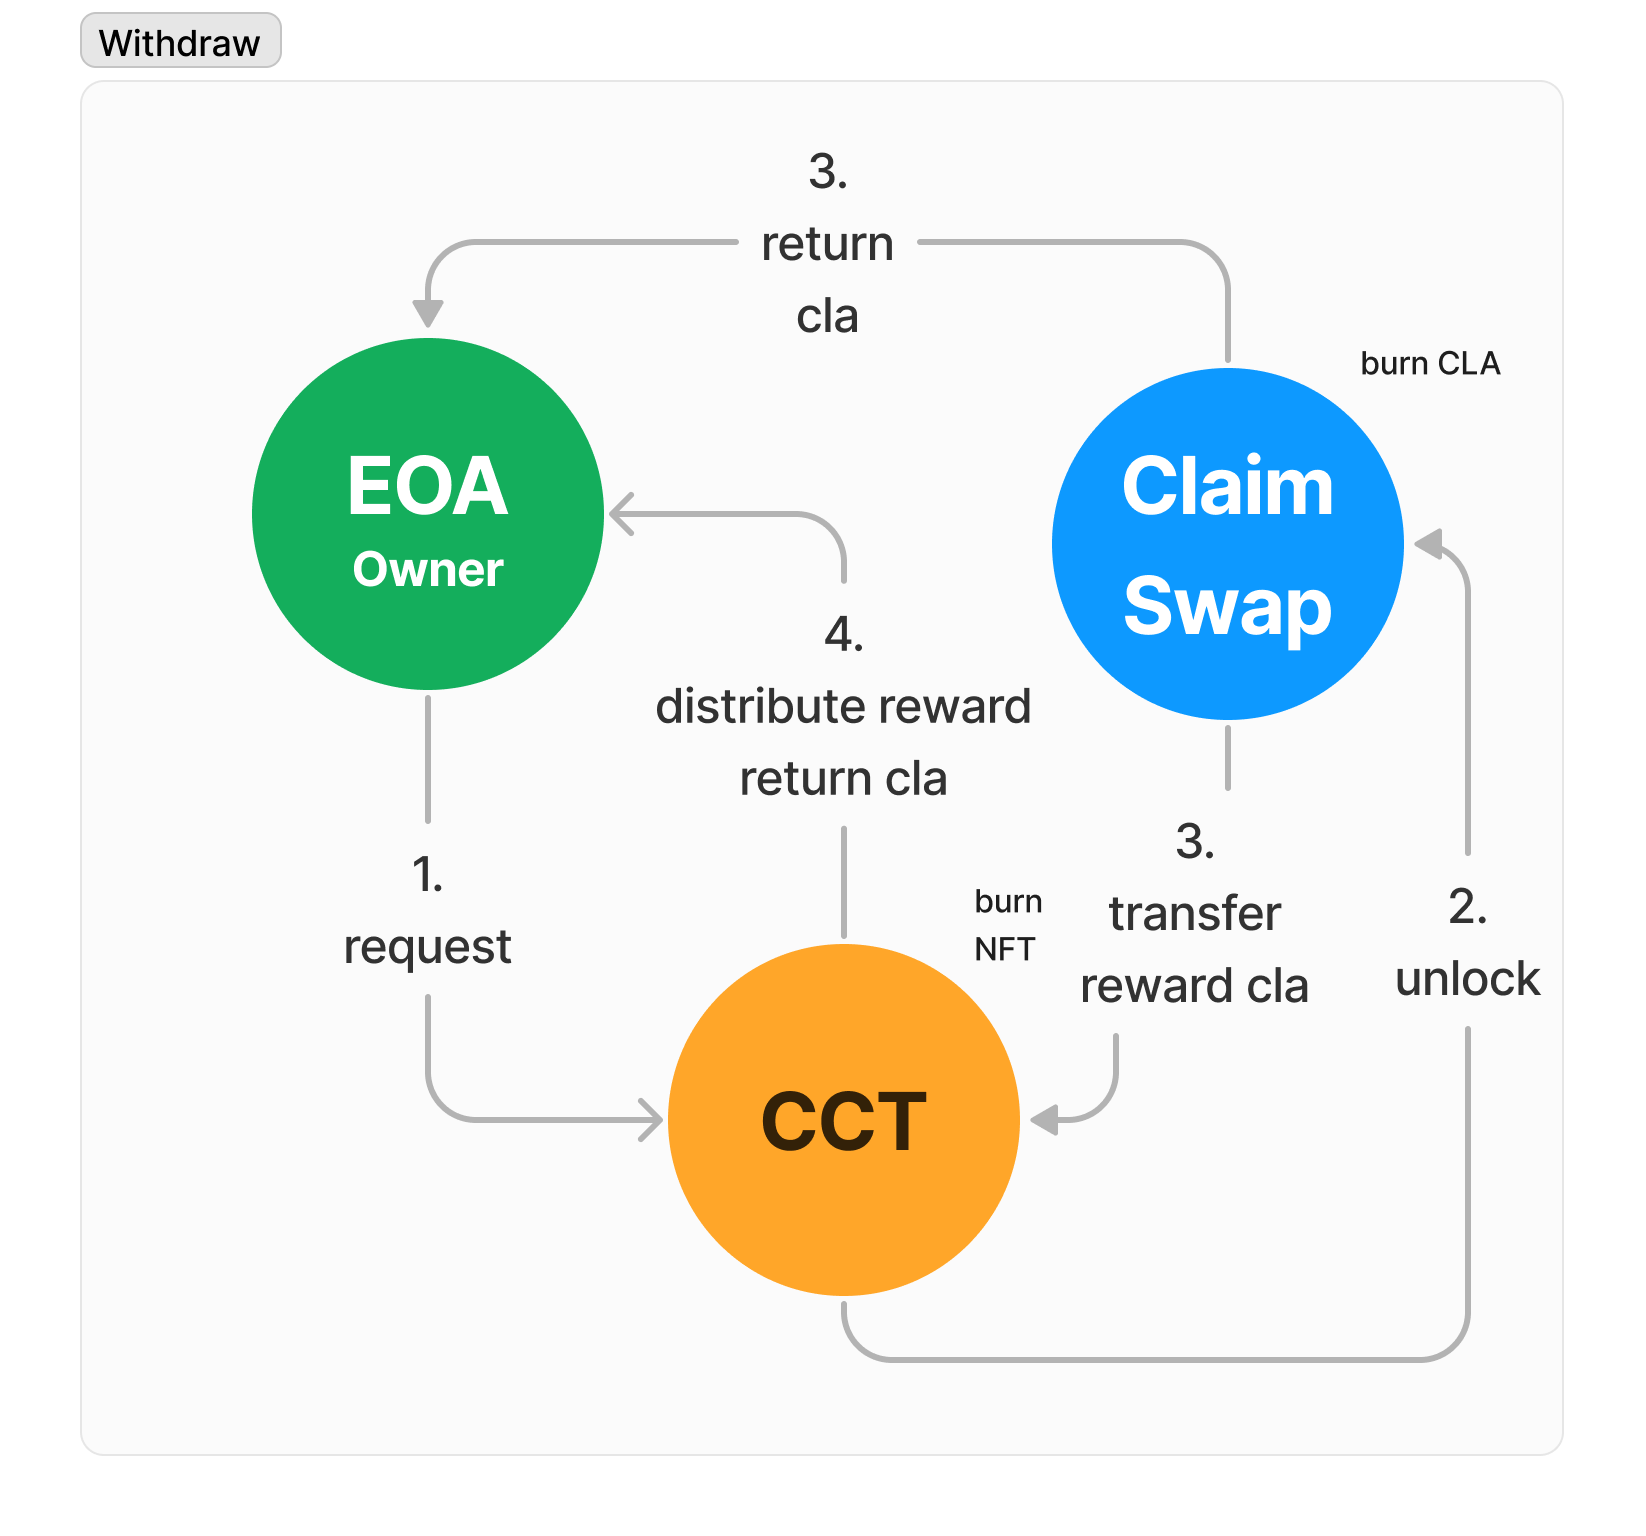 Withdraw
3.
return
cla
burn CLA
EOA
Owner
Claim
Swap
4.
distribute reward
return cla
1.
request
burn
NFT
3.
transfer
reward cla
2.
unlock
CCT